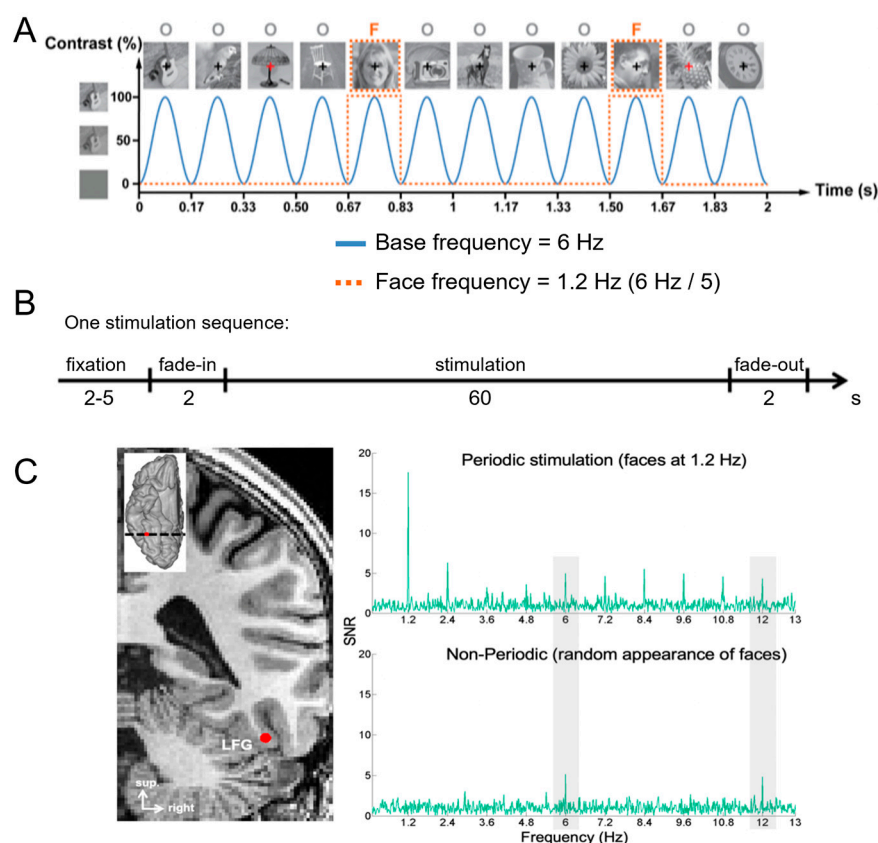 A
O O O O F O O O O F O O
Contrast (%)
100
50
0
0 0.17 0.33 0.50 0.67 0.83 1 1.17 1.33 1.50 1.67 1.83 2
Time (s)
Base frequency = 6 Hz
Face frequency = 1.2 Hz (6 Hz / 5)
B
One stimulation sequence:
fixation fade-in stimulation fade-out
2-5 2 60 2 s
C
LFG
sup.
right
Periodic stimulation (faces at 1.2 Hz)
20
15
10
5
0
1.2 2.4 3.6 4.8 6 7.2 8.4 9.6 10.8 12 13
SNR
Non-Periodic (random appearance of faces)
20
15
10
5
0
1.2 2.4 3.6 4.8 6 7.2 8.4 9.6 10.8 12 13
Frequency (Hz)